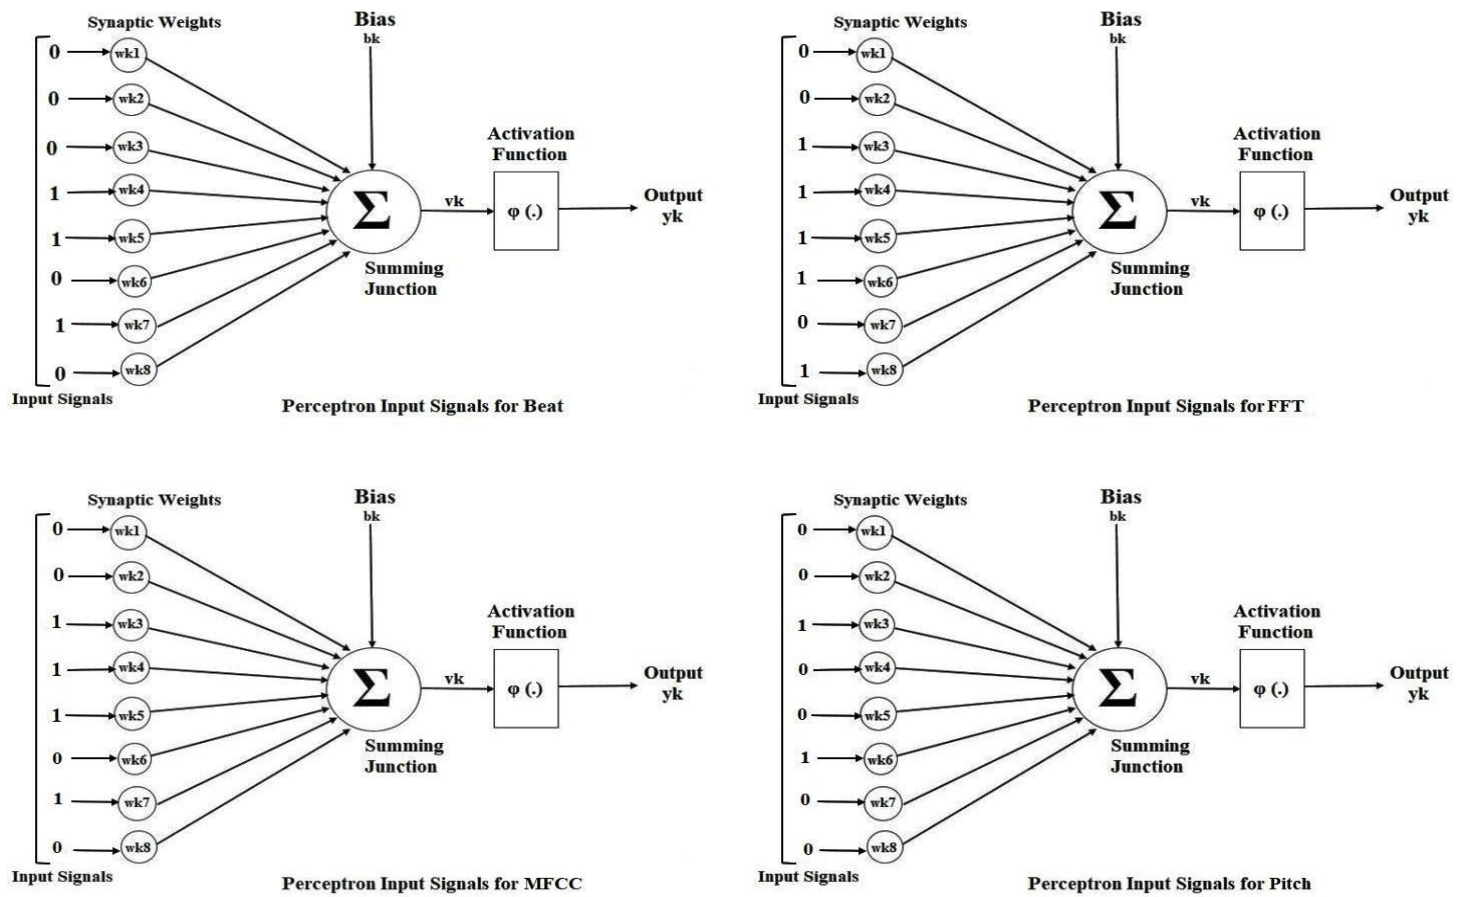 Synaptic Weights
Bias
bk
0
wk1
0
wk2
0
wk3
1
wk4
1
wk5
0
wk6
1
wk7
0
wk8
Σ
vk
Activation
Function
φ (.)
Output
yk
Summing
Junction
Input Signals
Perceptron Input Signals for Beat
Synaptic Weights
Bias
bk
0
wk1
0
wk2
1
wk3
1
wk4
1
wk5
1
wk6
0
wk7
1
wk8
Σ
vk
Activation
Function
φ (.)
Output
yk
Summing
Junction
Input Signals
Perceptron Input Signals for FFT
Synaptic Weights
Bias
bk
0
wk1
0
wk2
1
wk3
1
wk4
1
wk5
0
wk6
1
wk7
0
wk8
Σ
vk
Activation
Function
φ (.)
Output
yk
Summing
Junction
Input Signals
Perceptron Input Signals for MFCC
Synaptic Weights
Bias
bk
0
wk1
0
wk2
1
wk3
0
wk4
0
wk5
1
wk6
0
wk7
0
wk8
Σ
vk
Activation
Function
φ (.)
Output
yk
Summing
Junction
Input Signals
Perceptron Input Signals for Pitch